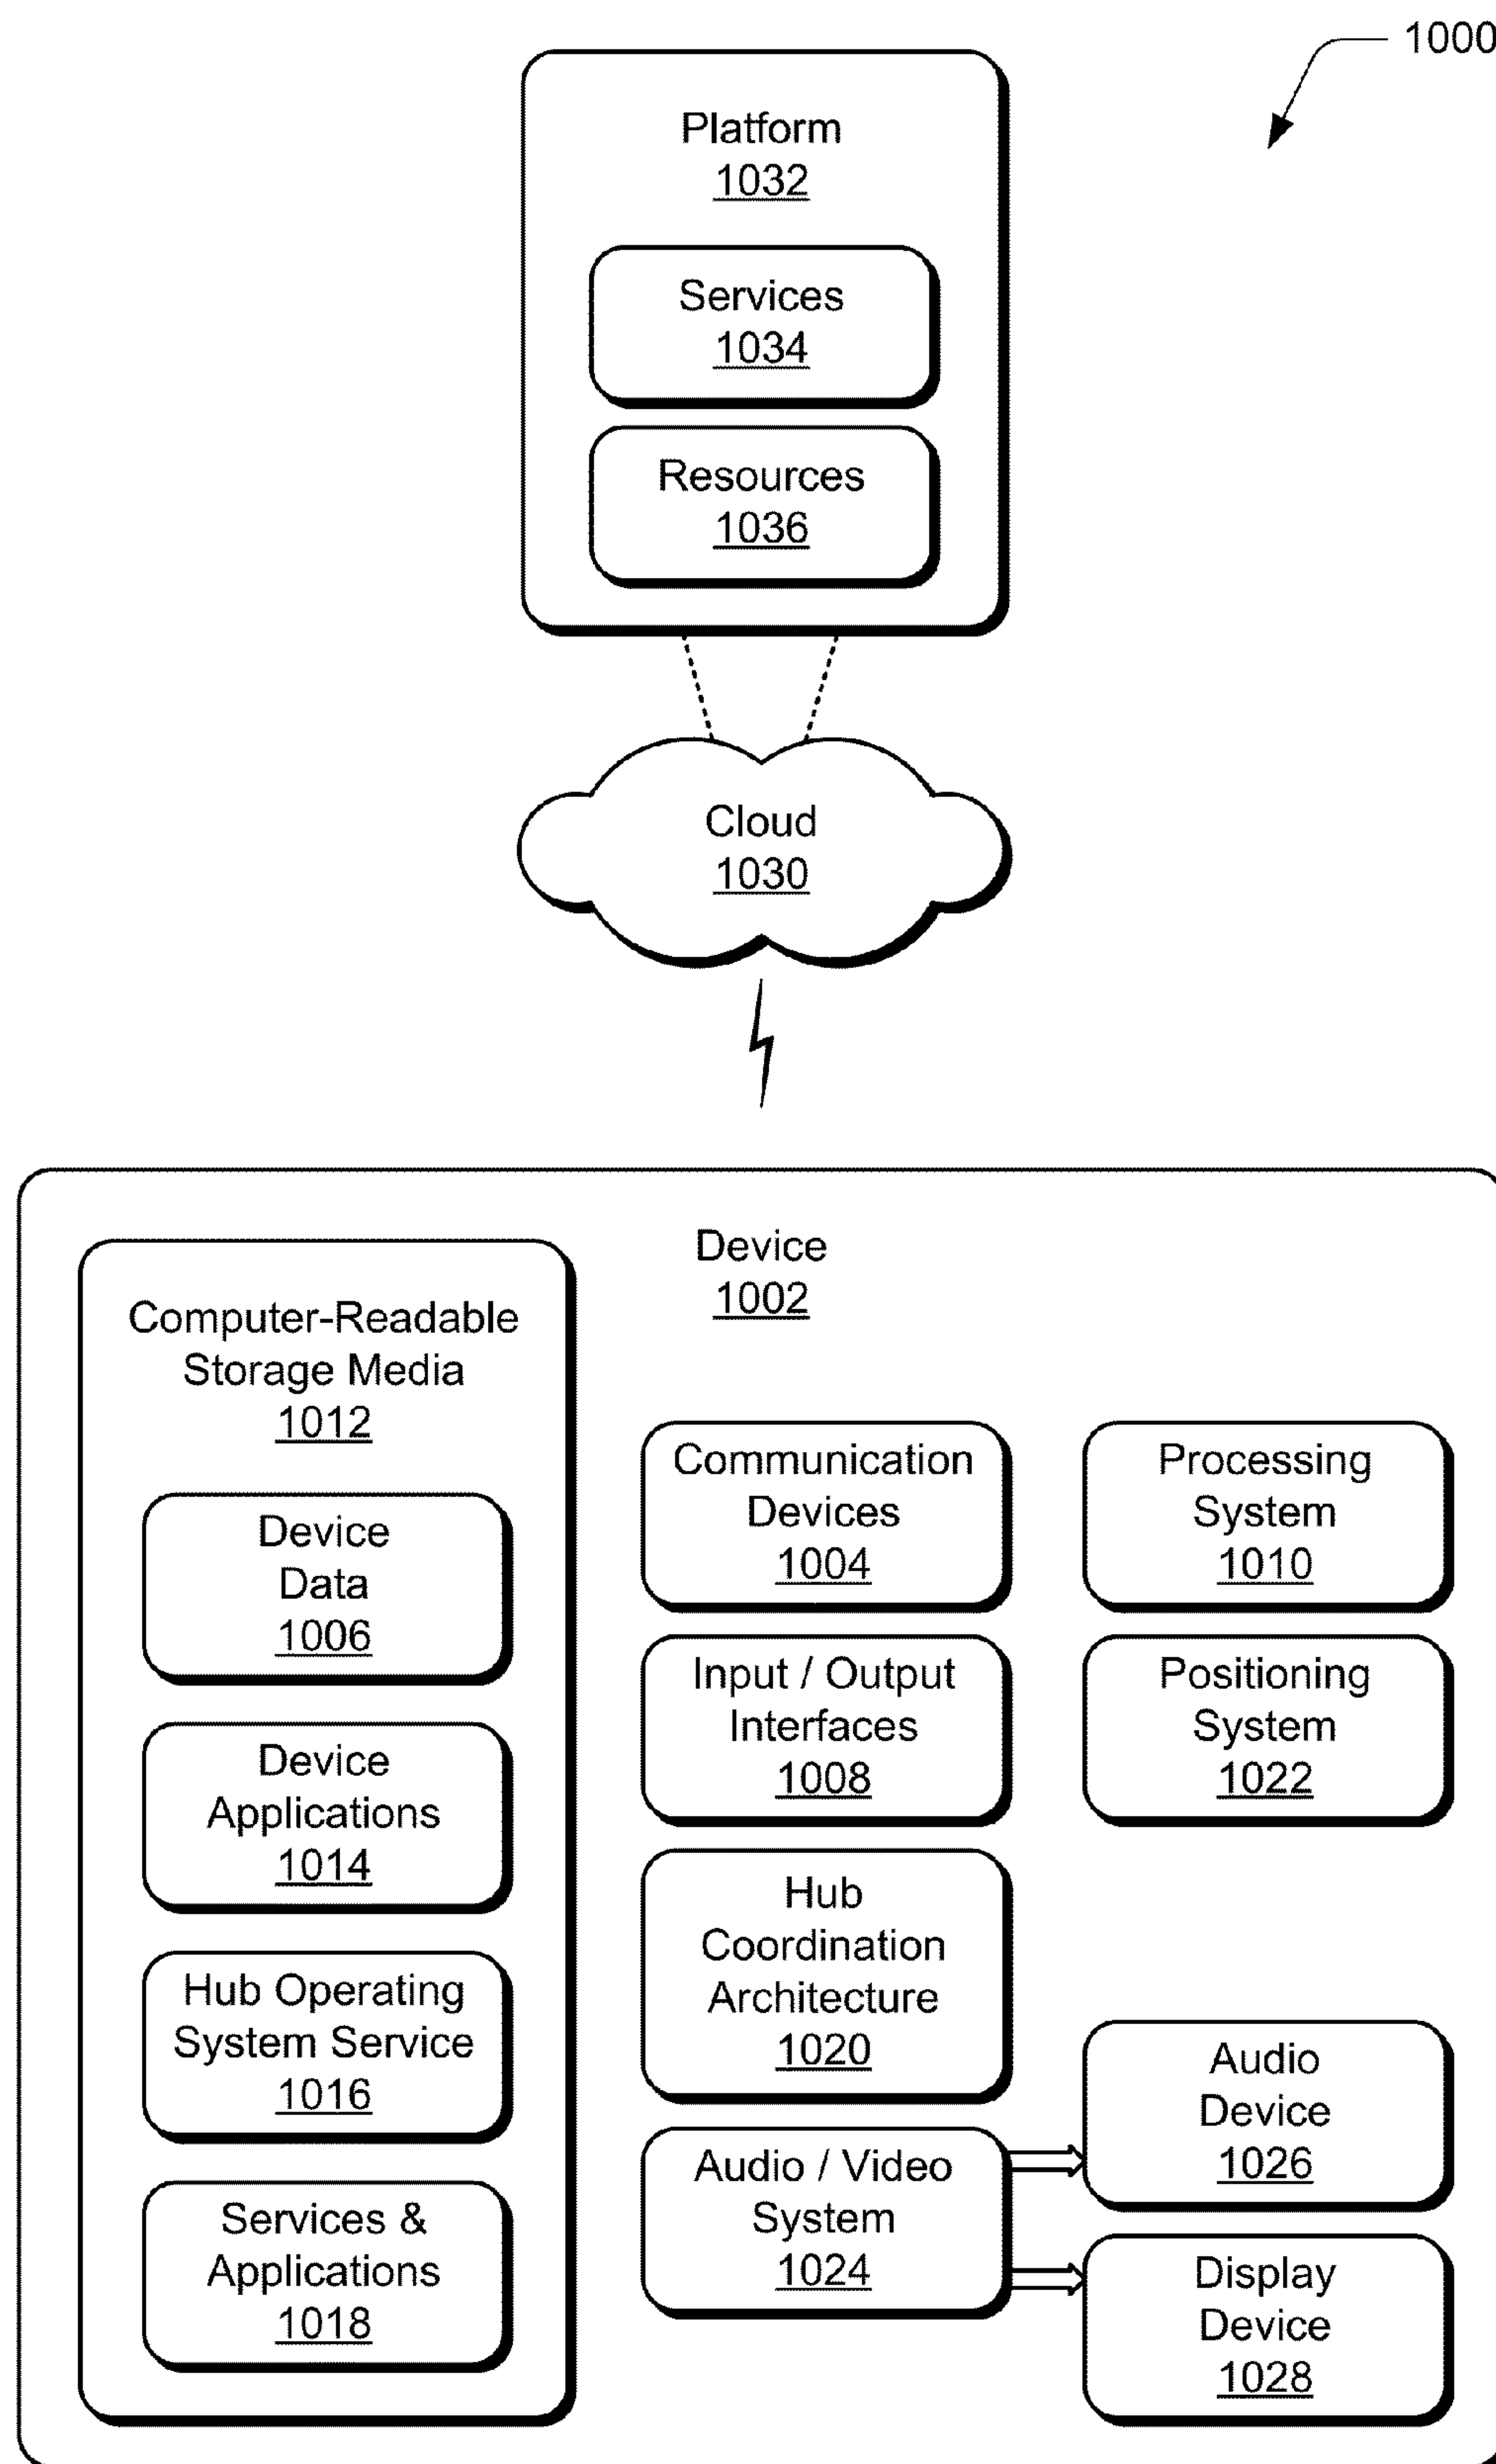 1000
Platform
1032
Services
1034
Resources
1036
Cloud
1030
Device
1002
Computer-Readable
Storage Media
1012
Device
Data
1006
Device
Applications
1014
Hub Operating
System Service
1016
Services &
Applications
1018
Communication
Devices
1004
Processing
System
1010
Input / Output
Interfaces
1008
Positioning
System
1022
Hub
Coordination
Architecture
1020
Audio / Video
System
1024
Audio
Device
1026
Display
Device
1028